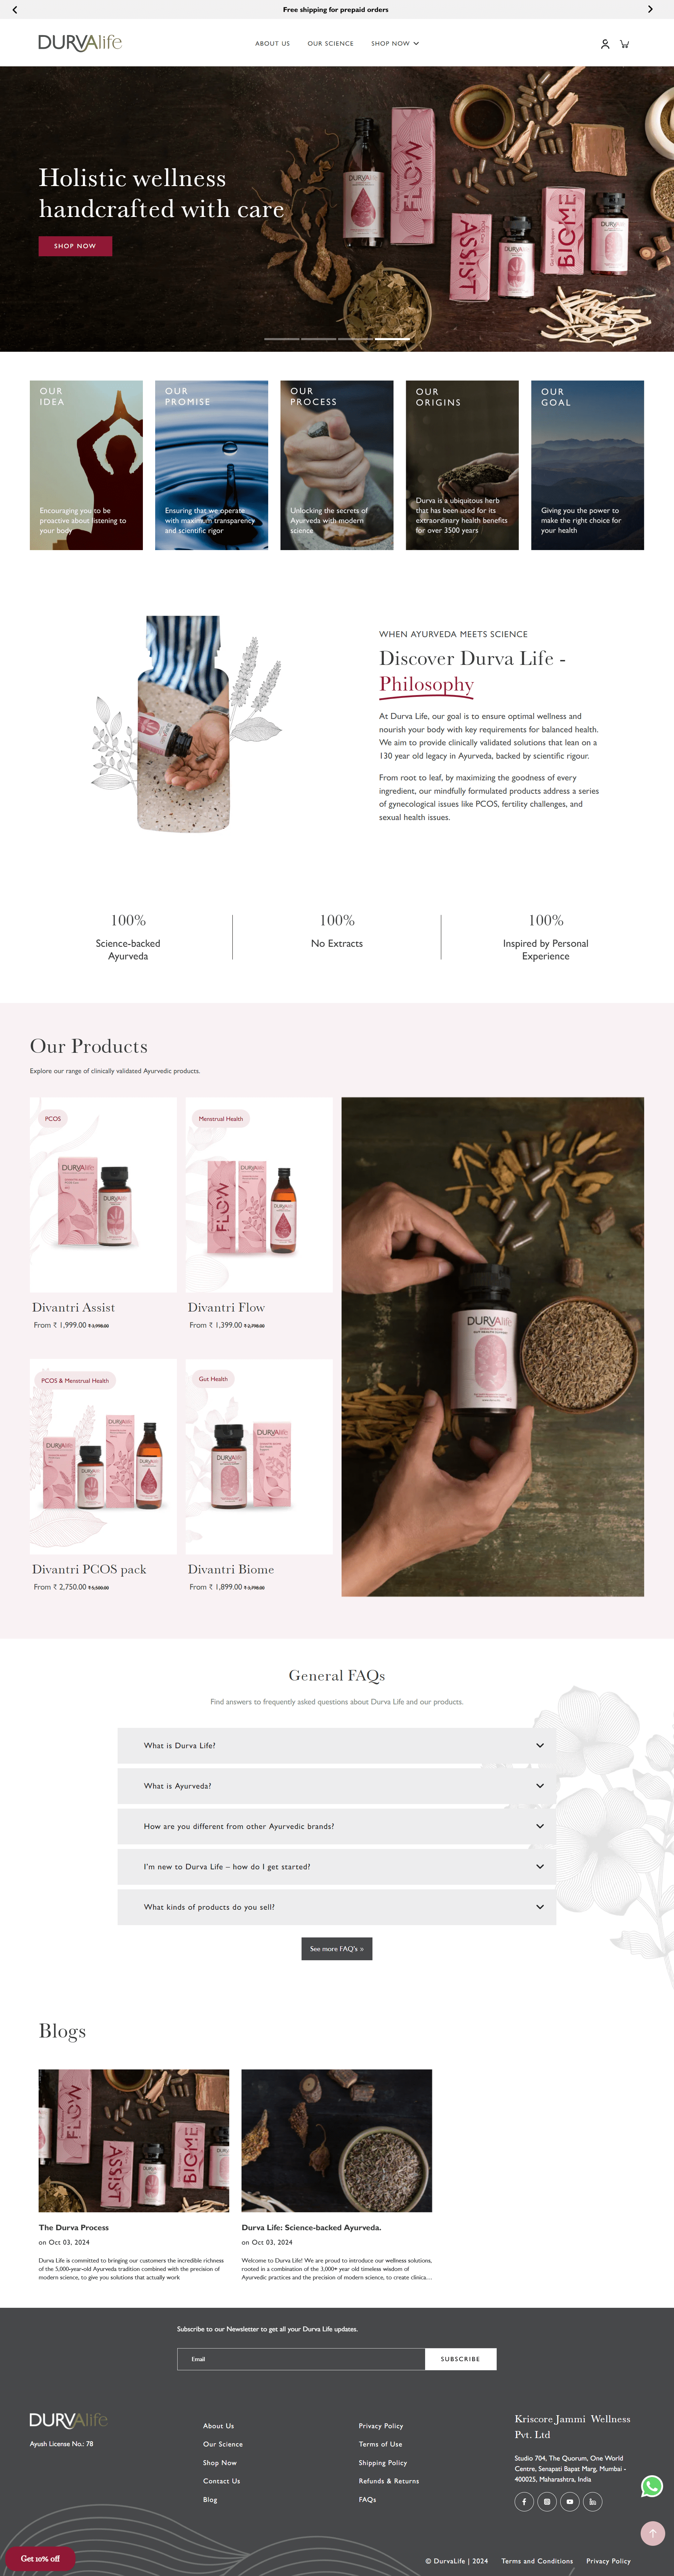 Free shipping for prepaid orders
DURVAlife
ABOUT US
OUR SCIENCE
SHOP NOW
Holistic wellness
handcrafted with care
SHOP NOW
DURVAlife
FLOW
ASSIST
DURVAlife
BIOME
DURVAlife
OUR
IDEA
Encouraging you to be
proactive about listening to
your body
OUR
PROMISE
Ensuring that we operate
with maximum transparency
and scientific rigor
OUR
PROCESS
Unlocking the secrets of
Ayurveda with modern
science
OUR
ORIGINS
Durva is a ubiquitous herb
that has been used for its
extraordinary health benefits
for over 3500 years
OUR
GOAL
Giving you the power to
make the right choice for
your health
WHEN AYURVEDA MEETS SCIENCE
Discover Durva Life -
Philosophy
At Durva Life, our goal is to ensure optimal wellness and
nourish your body with key requirements for balanced health.
We aim to provide clinically validated solutions that lean on a
130 year old legacy in Ayurveda, backed by scientific rigour.
From root to leaf, by maximizing the goodness of every
ingredient, our mindfully formulated products address a series
of gynecological issues like PCOS, fertility challenges, and
sexual health issues.
100%
Science-backed
Ayurveda
100%
No Extracts
100%
Inspired by Personal
Experience
Our Products
Explore our range of clinically validated Ayurvedic products.
PCOS
DURVAlife
DURVAlife
Divantri Assist
From ₹ 1,999.00 ₹ 3,998.00
Menstrual Health
FLOW
DURVAlife
DURVAlife
Divantri Flow
From ₹ 1,399.00 ₹ 2,798.00
DURVAlife
PCOS & Menstrual Health
DURVAlife
DURVAlife
DURVAlife
DURVAlife
Divantri PCOS pack
From ₹ 2,750.00 ₹ 5,500.00
Gut Health
DURVAlife
DURVAlife
Divantri Biome
From ₹ 1,899.00 ₹ 3,798.00
General FAQs
Find answers to frequently asked questions about Durva Life and our products.
What is Durva Life?
What is Ayurveda?
How are you different from other Ayurvedic brands?
I'm new to Durva Life – how do I get started?
What kinds of products do you sell?
See more FAQ's »
Blogs
FLOW
ASSIST
BIOME
The Durva Process
on Oct 03, 2024
Durva Life is committed to bringing our customers the incredible richness
of the 5,000-year-old Ayurveda tradition combined with the precision of
modern science, to give you solutions that actually work
Durva Life: Science-backed Ayurveda.
on Oct 03, 2024
Welcome to Durva Life! We are proud to introduce our wellness solutions,
rooted in a combination of the 3,000+ year old timeless wisdom of
Ayurvedic practices and the precision of modern science, to create clinica...
Subscribe to our Newsletter to get all your Durva Life updates.
Email
SUBSCRIBE
DURVAlife
Ayush License No.: 78
About Us
Our Science
Shop Now
Contact Us
Blog
Privacy Policy
Terms of Use
Shipping Policy
Refunds & Returns
FAQs
Kriscore Jammi Wellness
Pvt. Ltd
Studio 704, The Quorum, One World
Centre, Senapati Bapat Marg, Mumbai -
400025, Maharashtra, India
Get 10% off
© DurvaLife | 2024
Terms and Conditions
Privacy Policy